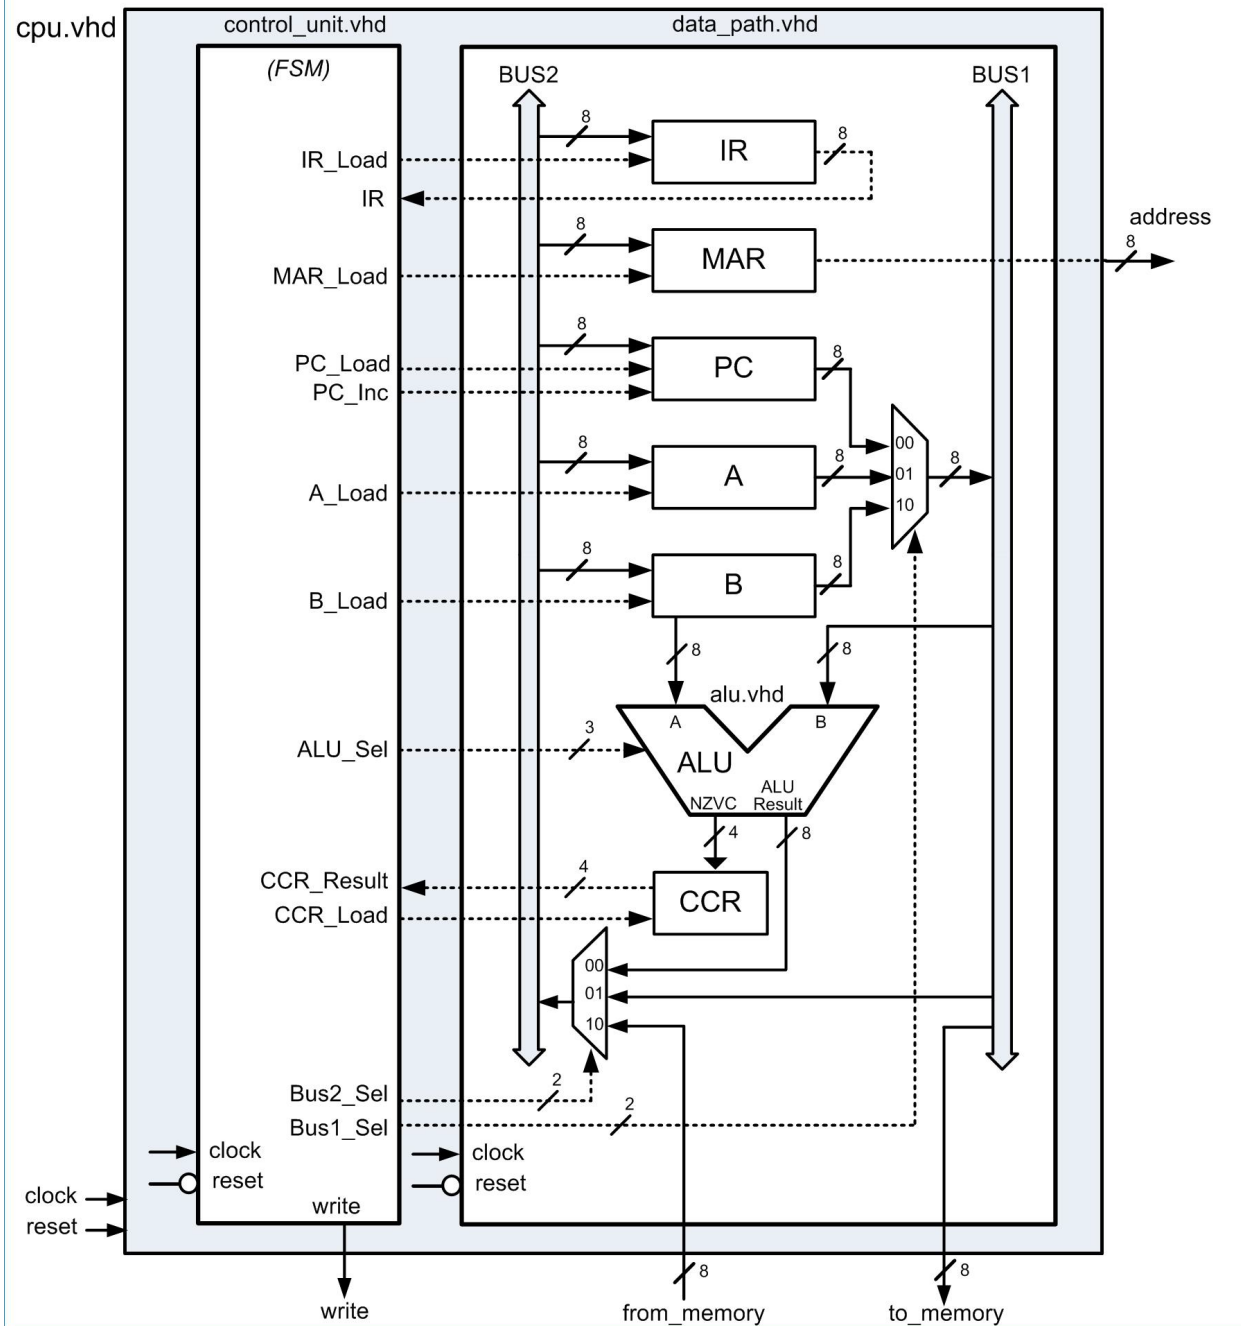 cpu.vhd
control_unit.vhd
data_path.vhd
(FSM)
BUS2
BUS1
8
IR
8
IR_Load
IR
8
MAR
address
8
MAR_Load
8
PC
8
PC_Load
PC_Inc
00
01
10
8
8
A
8
A_Load
8
B
8
B_Load
8
8
alu.vhd
A
B
ALU_Sel
3
ALU
NZVC
ALU
Result
4
8
CCR_Result
4
CCR_Load
CCR
00
01
10
Bus2_Sel
2
Bus1_Sel
2
clock
reset
clock
reset
clock
reset
write
8
8
write
from_memory
to_memory